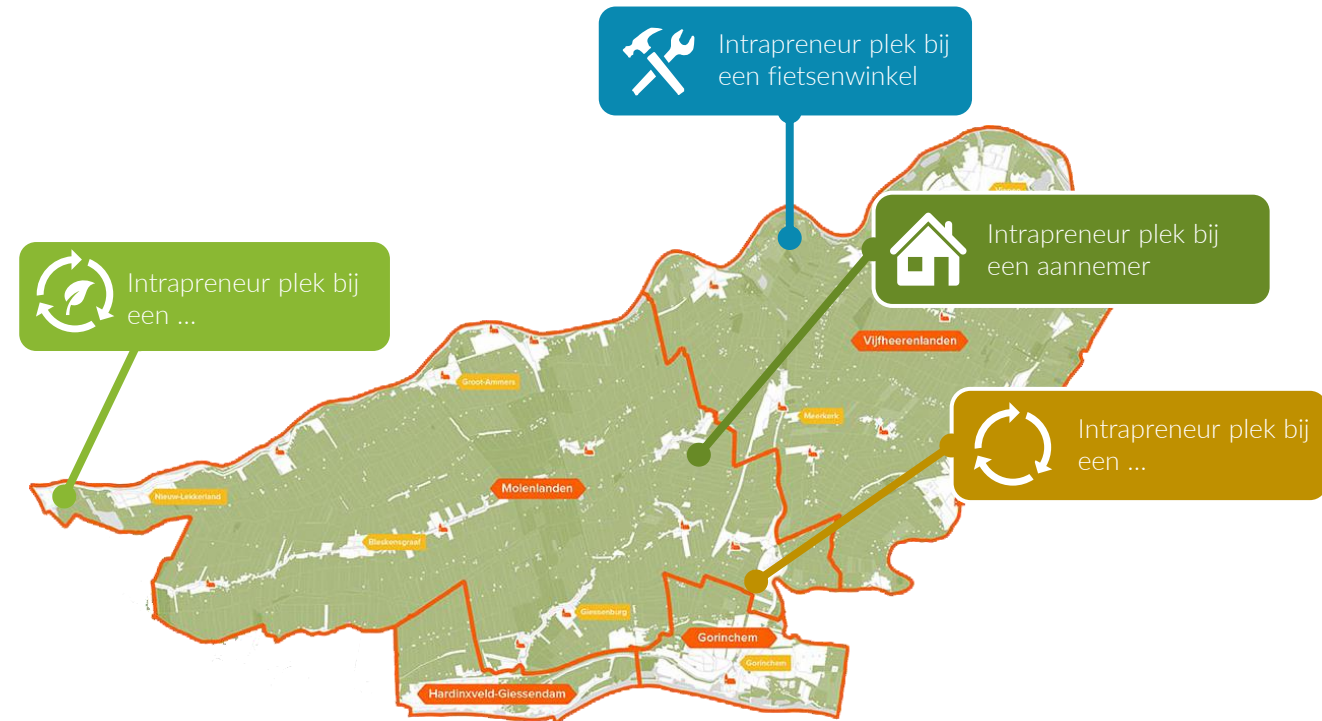 Intrapreneur plek bij
een fietsenwinkel
Intrapreneur plek bij
een aannemer
Intrapreneur plek bij
een ...
Vijfheerenlanden
Groot-Ammers
Meerkerk
Intrapreneur plek bij
een ...
Molenlanden
Nieuw-Lekkerland
Bleskensgraaf
Giessenburg
Gorinchem
Gorinchem
Hardinxveld-Giessendam